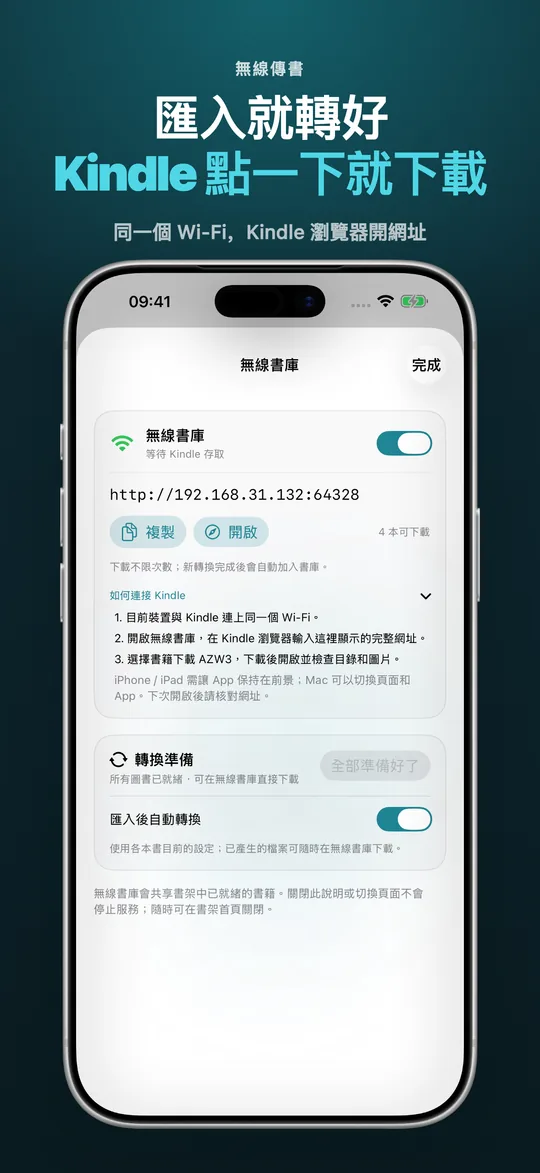 無線傳書
匯入就轉好
Kindle 點一下就下載
同一個 Wi-Fi，Kindle 瀏覽器開網址
09:41
無線書庫
完成
無線書庫
等待 Kindle 存取
http://192.168.31.132:64328
複製
開啟
4 本可下載
下載不限次數；新轉換完成後會自動加入書庫。
如何連接 Kindle
1. 目前裝置與 Kindle 連上同一個 Wi-Fi。
2. 開啟無線書庫，在 Kindle 瀏覽器輸入這裡顯示的完整網址。
3. 選擇書籍下載 AZW3，下載後開啟並檢查目錄和圖片。
iPhone / iPad 需讓 App 保持在前景；Mac 可以切換頁面和
App。下次開啟後請核對網址。
轉換準備
所有圖書已就緒 · 可在無線書庫直接下載
全部準備好了
匯入後自動轉換
使用各本書目前的設定；已產生的檔案可隨時在無線書庫下載。
無線書庫會共享書架中已就緒的書籍。關閉此說明或切換頁面不會
停止服務；隨時可在書架首頁關閉。